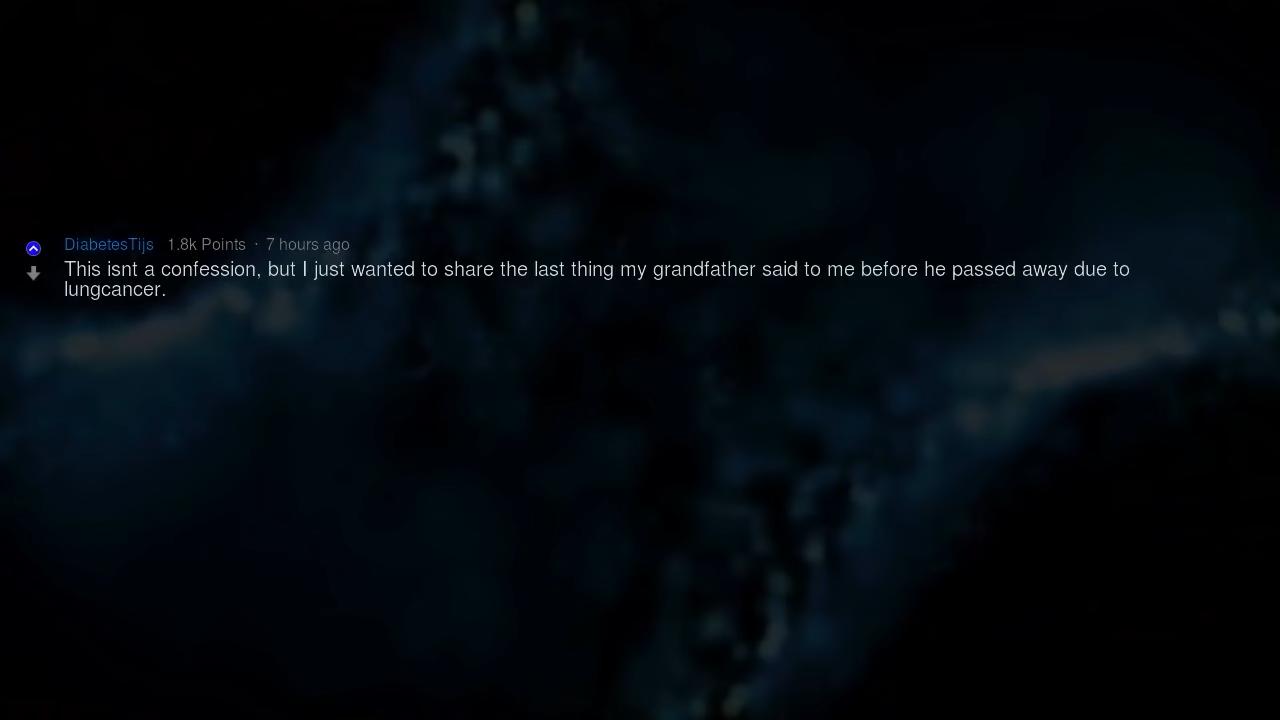 DiabetesTijs 1.8k Points · 7 hours ago
This isnt a confession, but I just wanted to share the last thing my grandfather said to me before he passed away due to
lungcancer.